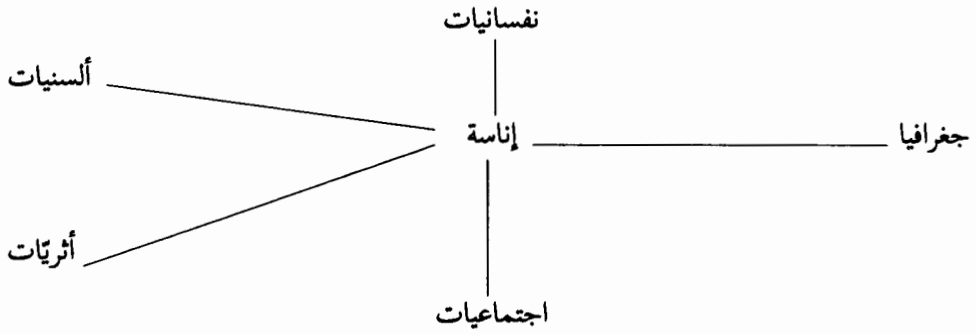 نفسانيات
ألسنيات
إناسة
جغرافيا
أثريّات
اجتماعيات